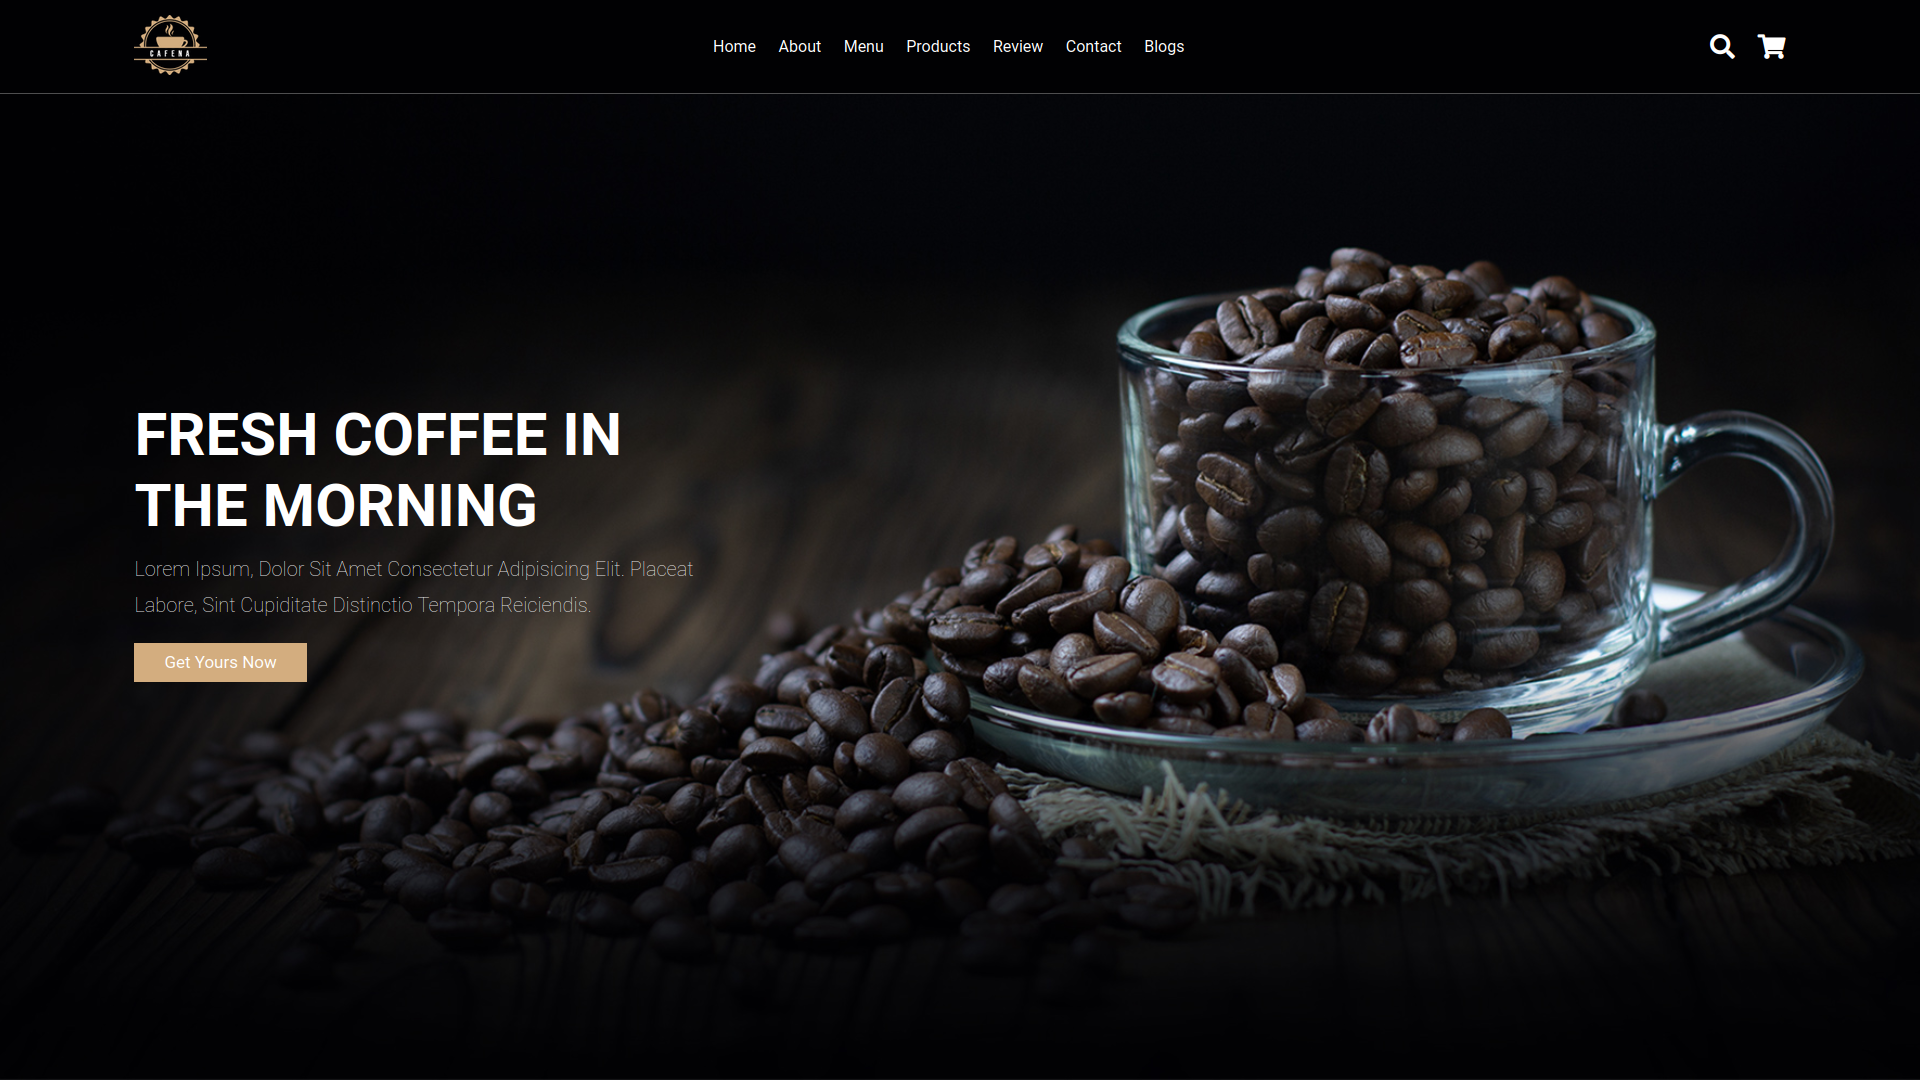 CAFENA
Home About Menu Products Review Contact Blogs
FRESH COFFEE IN
THE MORNING
Lorem Ipsum, Dolor Sit Amet Consectetur Adipisicing Elit. Placeat
Labore, Sint Cupiditate Distinctio Tempora Reiciendis.
Get Yours Now